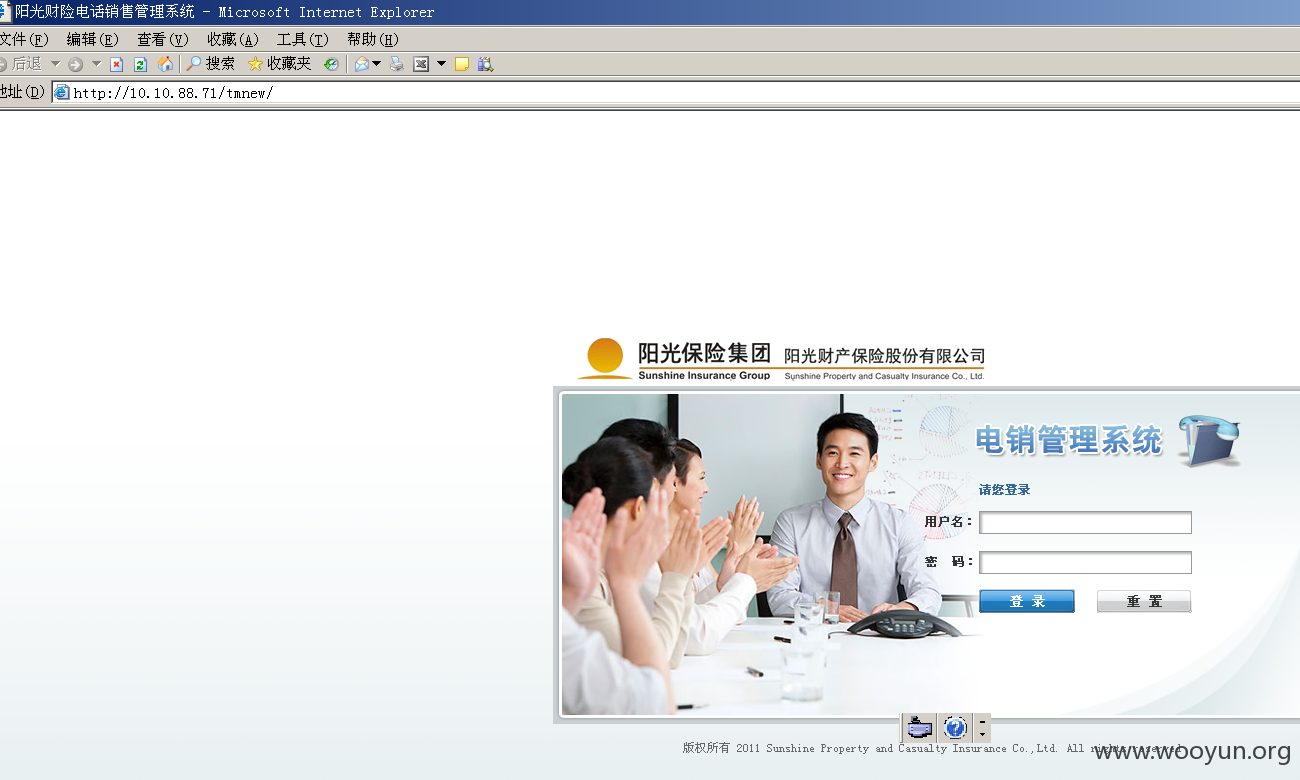 阳光财险电话销售管理系统 - Microsoft Internet Explorer
文件(F) 编辑(E) 查看(V) 收藏(A) 工具(T) 帮助(H)
后退 搜索 收藏夹
地址(D) http://10.10.88.71/tmnew/
阳光保险集团 阳光财产保险股份有限公司
Sunshine Insurance Group Sunshine Property and Casualty Insurance Co., Ltd.
电销管理系统
请您登录
用户名：
密 码：
登 录 重 置
版权所有 2011 Sunshine Property and Casualty Insurance Co.,Ltd. All rights reserved
www.wooyun.org